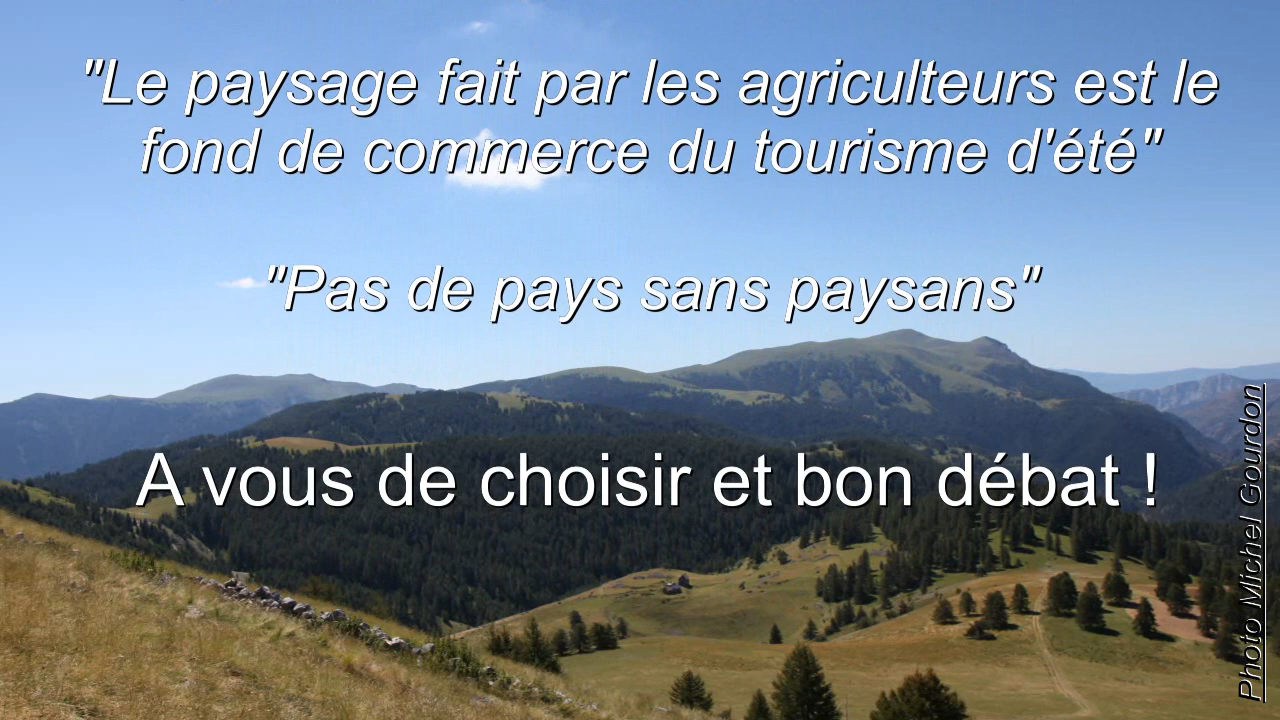 "Le paysage fait par les agriculteurs est le
fond de commerce du tourisme d'été"
"Pas de pays sans paysans"
A vous de choisir et bon débat !
Photo Michel Gourdon